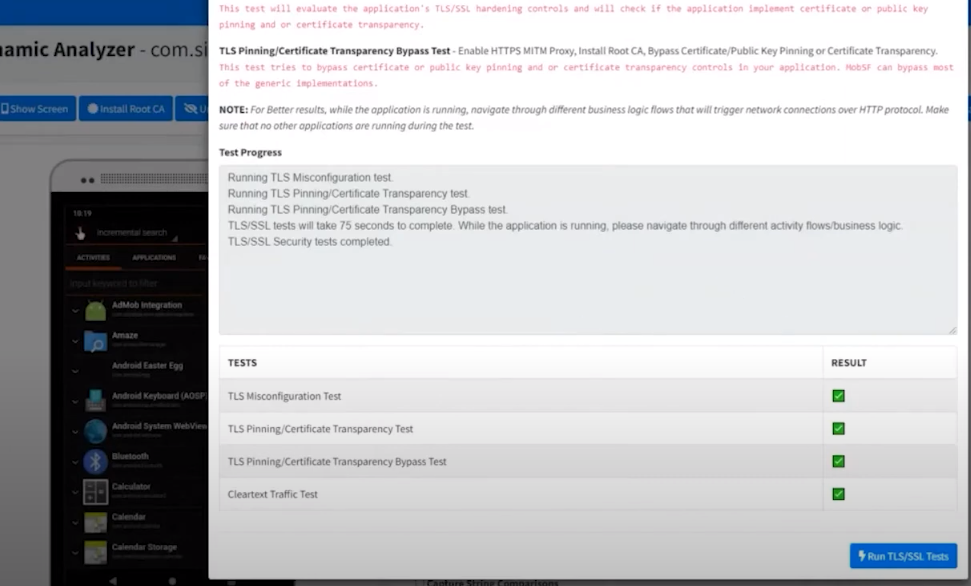 This test will evaluate the application's TLS/SSL hardening controls and will check if the application implement certificate or public key
pinning and or certificate transparency.
TLS Pinning/Certificate Transparency Bypass Test - Enable HTTPS MITM Proxy, Install Root CA, Bypass Certificate/Public Key Pinning or Certificate Transparency.
This test tries to bypass certificate or public key pinning and or certificate transparency controls in your application. MobSF can bypass most
of the generic implementations.
NOTE: For Better results, while the application is running, navigate through different business logic flows that will trigger network connections over HTTP protocol. Make
sure that no other applications are running during the test.
Test Progress
Running TLS Misconfiguration test.
Running TLS Pinning/Certificate Transparency test.
Running TLS Pinning/Certificate Transparency Bypass test.
TLS/SSL tests will take 75 seconds to complete. While the application is running, please navigate through different activity flows/business logic.
TLS/SSL Security tests completed.
TESTS RESULT
TLS Misconfiguration Test
TLS Pinning/Certificate Transparency Test
TLS Pinning/Certificate Transparency Bypass Test
Cleartext Traffic Test
Run TLS/SSL Tests
namic Analyzer - com.si
Show Screen Install Root CA U
10:19
Incremental search
ACTIVITIES APPLICATIONS
Input keyword to filter
AdMob Integration
Amaze
Android Easter Egg
Android Keyboard (AOSP)
Android System WebView
Bluetooth
Calculator
Calendar
Calendar Storage
Capture String Comparisons